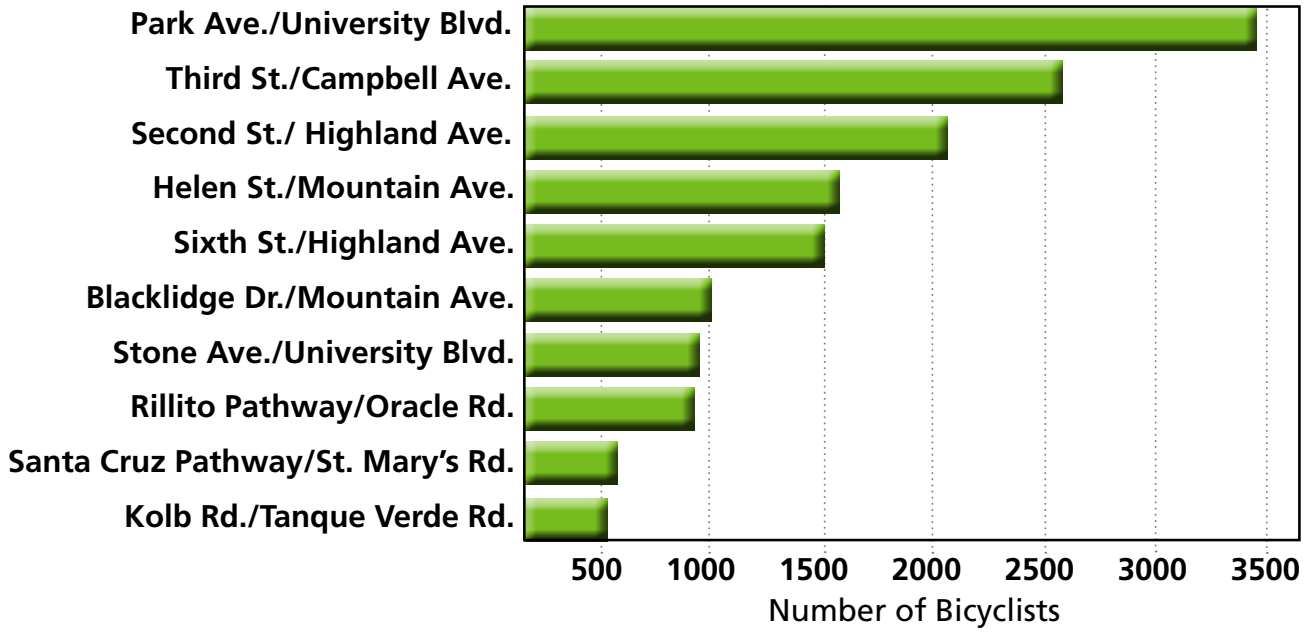 Park Ave./University Blvd.
Third St./Campbell Ave.
Second St./ Highland Ave.
Helen St./Mountain Ave.
Sixth St./Highland Ave.
Blacklidge Dr./Mountain Ave.
Stone Ave./University Blvd.
Rillito Pathway/Oracle Rd.
Santa Cruz Pathway/St. Mary’s Rd.
Kolb Rd./Tanque Verde Rd.
500 1000 1500 2000 2500 3000 3500
Number of Bicyclists